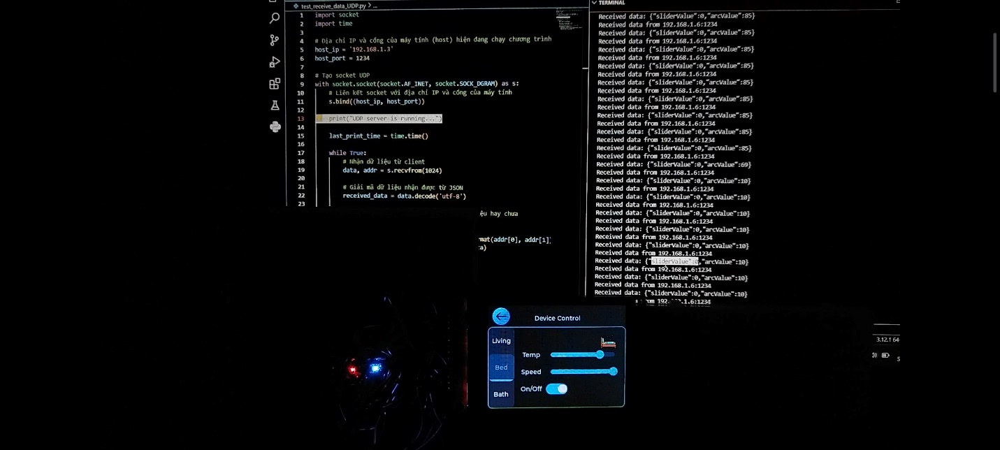 test_receive_data_UDP.py > ...
1 import socket
2 import time
3
4 # Địa chỉ IP và cổng của máy tính (host) hiện đang chạy chương trình
5 host_ip = '192.168.1.3'
6 host_port = 1234
7
8 # Tạo socket UDP
9 with socket.socket(socket.AF_INET, socket.SOCK_DGRAM) as s:
10 # Liên kết socket với địa chỉ IP và cổng của máy tính
11 s.bind((host_ip, host_port))
12
13 print("UDP server is running...")
14
15 last_print_time = time.time()
16
17 while True:
18 # Nhận dữ liệu từ client
19 data, addr = s.recvfrom(1024)
20
21 # Giải mã dữ liệu nhận được từ JSON
22 received_data = data.decode('utf-8')
23
ệu hay chưa
mat(addr[0], addr[1])
ta)
TERMINAL
Received data: {"sliderValue":0,"arcValue":85}
Received data from 192.168.1.6:1234
Received data: {"sliderValue":0,"arcValue":85}
Received data from 192.168.1.6:1234
Received data: {"sliderValue":0,"arcValue":85}
Received data from 192.168.1.6:1234
Received data: {"sliderValue":0,"arcValue":85}
Received data from 192.168.1.6:1234
Received data: {"sliderValue":0,"arcValue":85}
Received data from 192.168.1.6:1234
Received data: {"sliderValue":0,"arcValue":85}
Received data from 192.168.1.6:1234
Received data: {"sliderValue":0,"arcValue":85}
Received data from 192.168.1.6:1234
Received data: {"sliderValue":0,"arcValue":85}
Received data from 192.168.1.6:1234
Received data: {"sliderValue":0,"arcValue":85}
Received data from 192.168.1.6:1234
Received data: {"sliderValue":0,"arcValue":69}
Received data from 192.168.1.6:1234
Received data: {"sliderValue":0,"arcValue":10}
Received data from 192.168.1.6:1234
Received data: {"sliderValue":0,"arcValue":10}
Received data from 192.168.1.6:1234
Received data: {"sliderValue":0,"arcValue":10}
Received data from 192.168.1.6:1234
Received data: {"sliderValue":0,"arcValue":10}
Received data from 192.168.1.6:1234
Received data: {"sliderValue":0,"arcValue":10}
Received data from 192.168.1.6:1234
Received data: {"sliderValue":0,"arcValue":10}
Received data from 192.168.1.6:1234
Received data: {"sliderValue":0,"arcValue":10}
Received data from 192.168.1.6:1234
Received data: {"sliderValue":0,"arcValue":10}
3.12.1 64-
Device Control
Living
Bed
Bath
Temp
Speed
On/Off